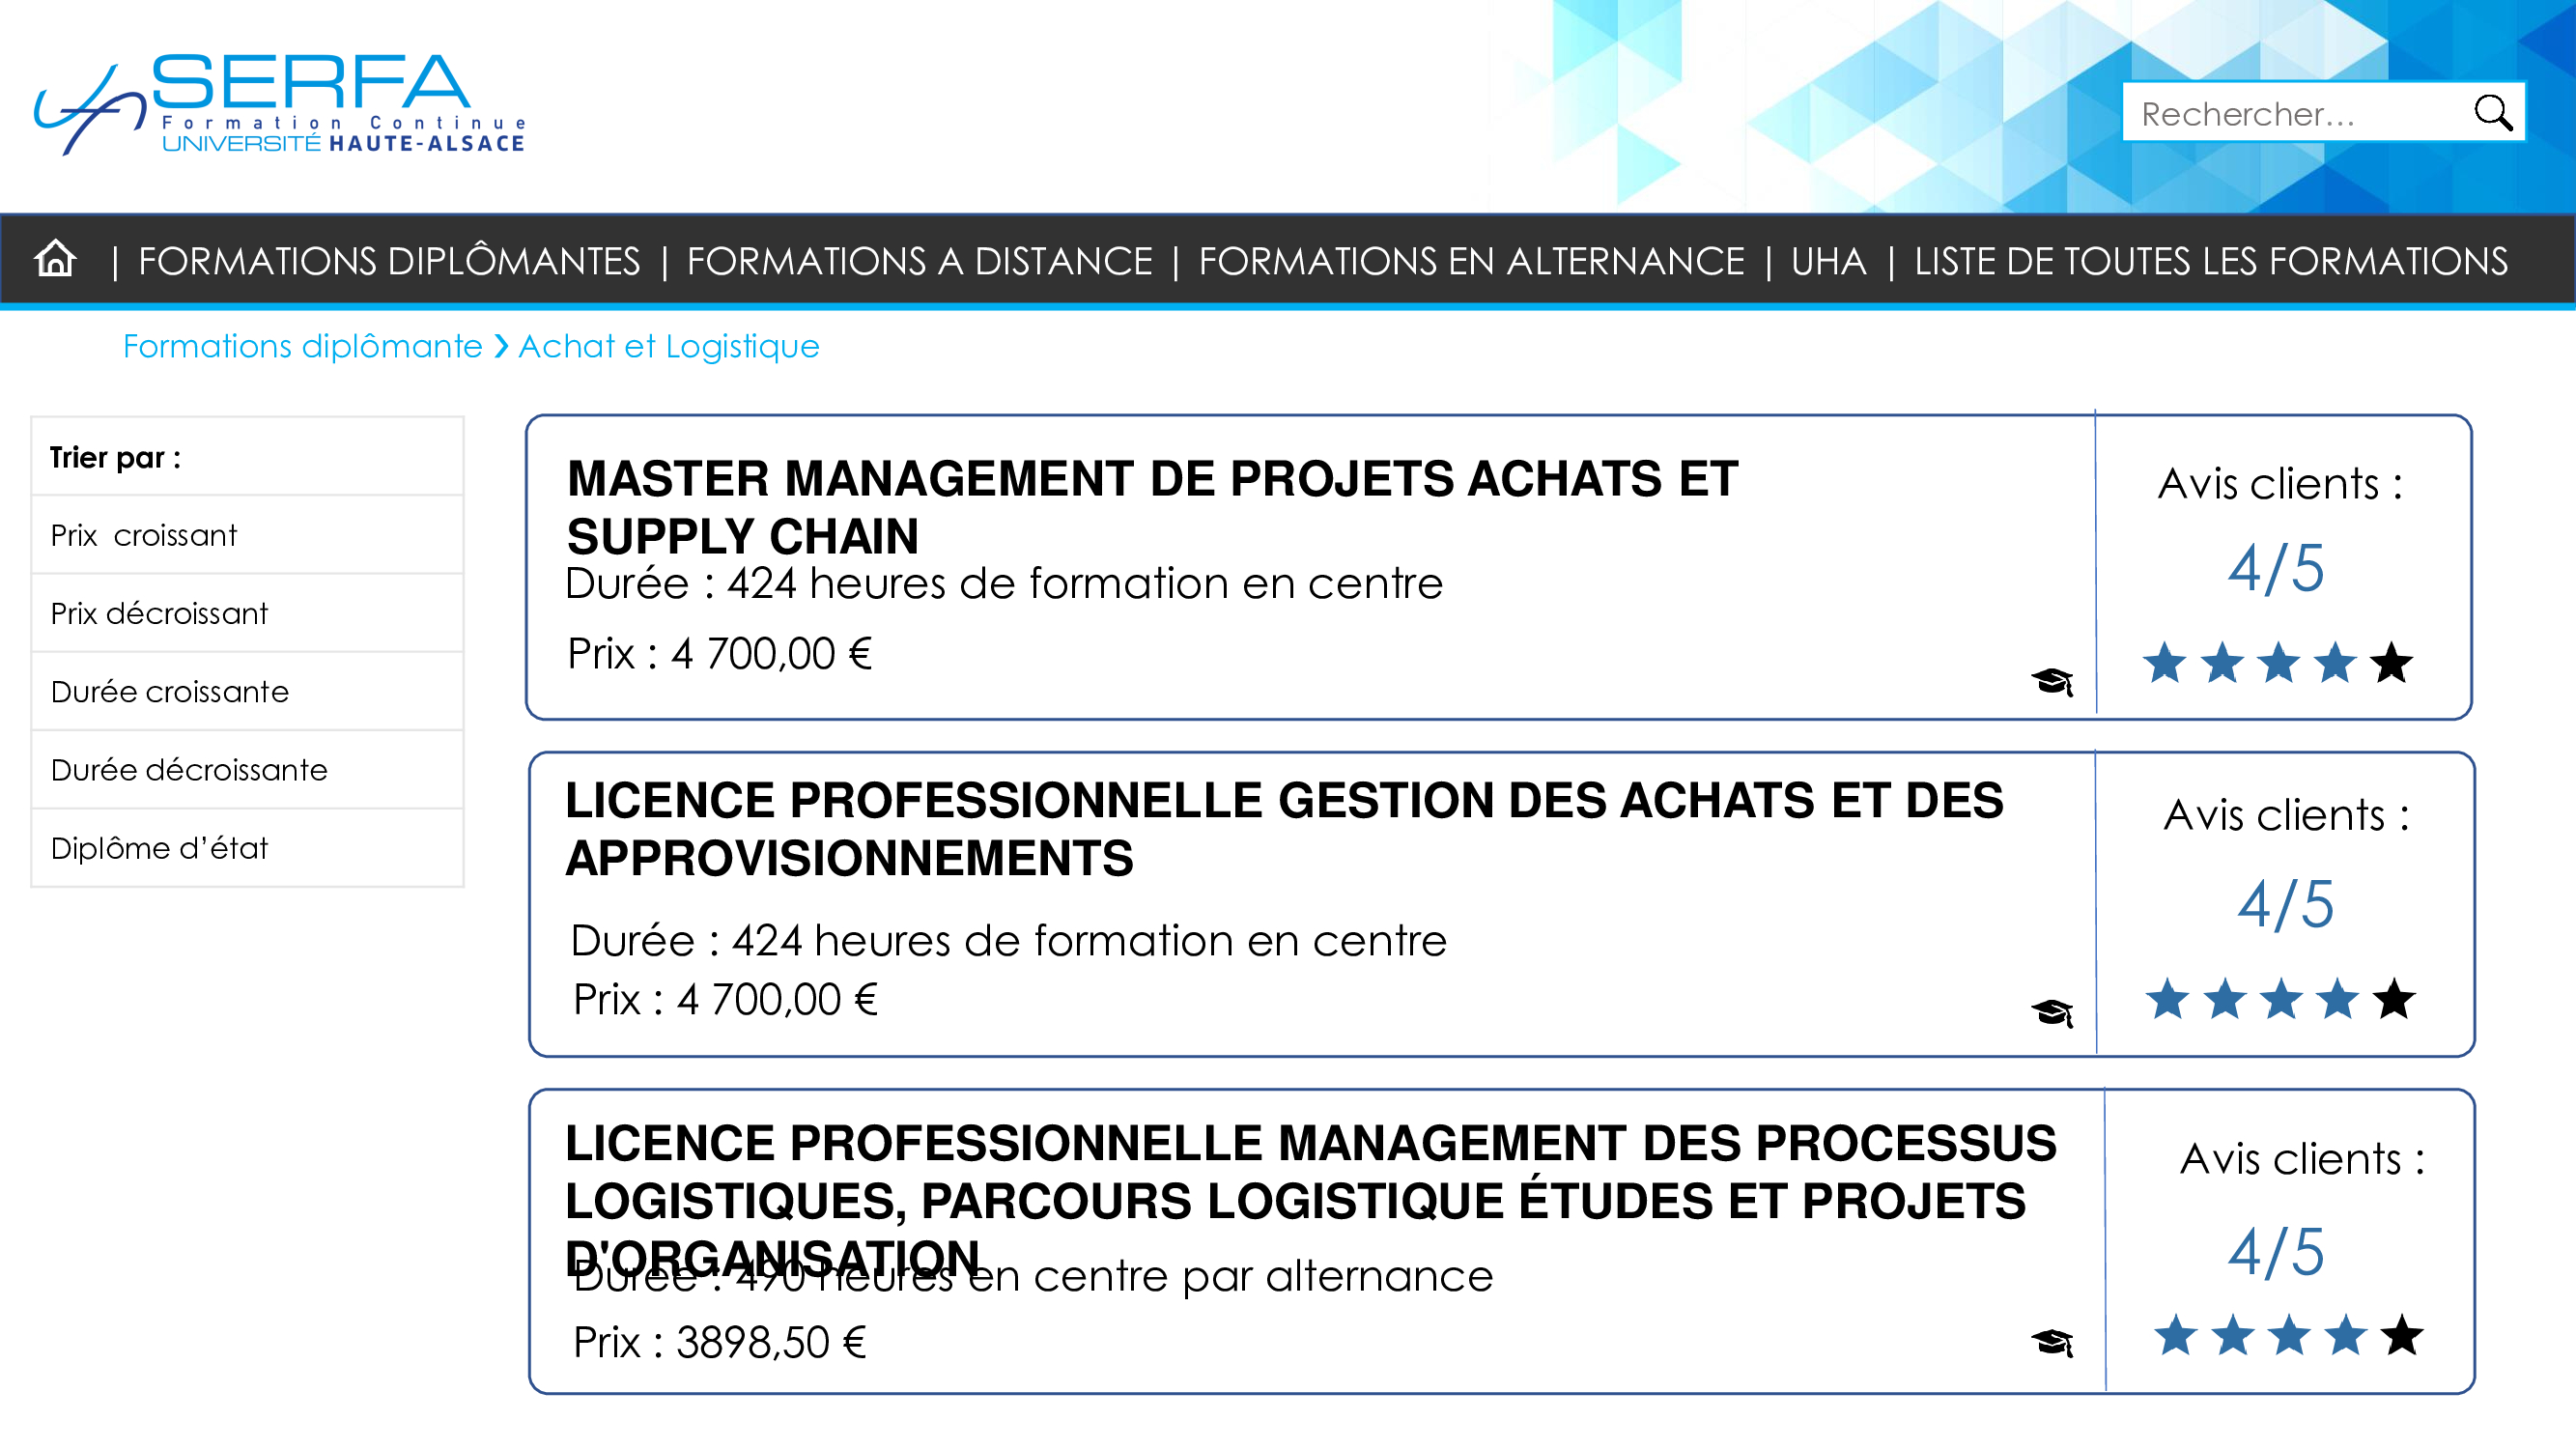 SERFA
Formation Continue
UNIVERSITÉ HAUTE-ALSACE
Rechercher...
| FORMATIONS DIPLÔMANTES | FORMATIONS A DISTANCE | FORMATIONS EN ALTERNANCE | UHA | LISTE DE TOUTES LES FORMATIONS
Formations diplômante › Achat et Logistique
Trier par :
Prix croissant
Prix décroissant
Durée croissante
Durée décroissante
Diplôme d’état
MASTER MANAGEMENT DE PROJETS ACHATS ET
SUPPLY CHAIN
Durée : 424 heures de formation en centre
Prix : 4 700,00 €
Avis clients :
4/5
LICENCE PROFESSIONNELLE GESTION DES ACHATS ET DES
APPROVISIONNEMENTS
Durée : 424 heures de formation en centre
Prix : 4 700,00 €
Avis clients :
4/5
LICENCE PROFESSIONNELLE MANAGEMENT DES PROCESSUS
LOGISTIQUES, PARCOURS LOGISTIQUE ÉTUDES ET PROJETS
D'ORGANISATION
Durée : 490 heures en centre par alternance
Prix : 3898,50 €
Avis clients :
4/5